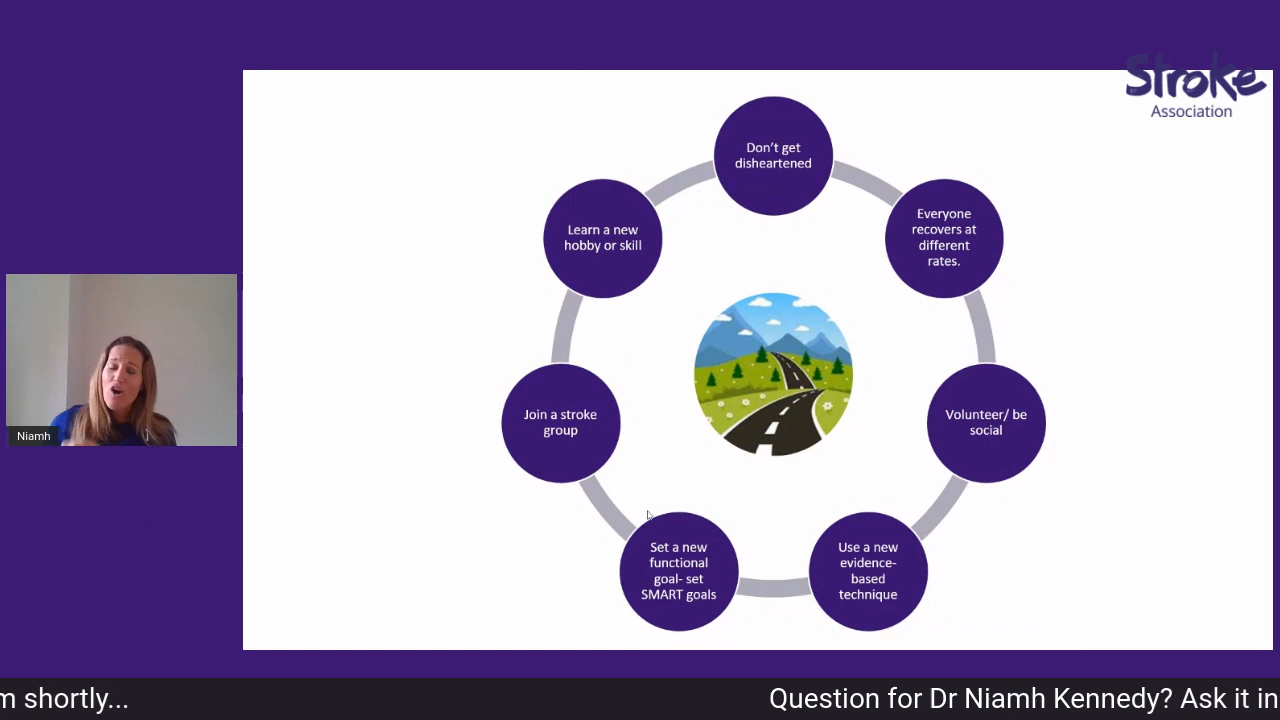 Stroke
Association
Don't get
disheartened
Everyone
recovers at
different
rates.
Volunteer/ be
social
Use a new
evidence-
based
technique
Set a new
functional
goal- set
SMART goals
Join a stroke
group
Learn a new
hobby or skill
Niamh
m shortly...
Question for Dr Niamh Kennedy? Ask it in